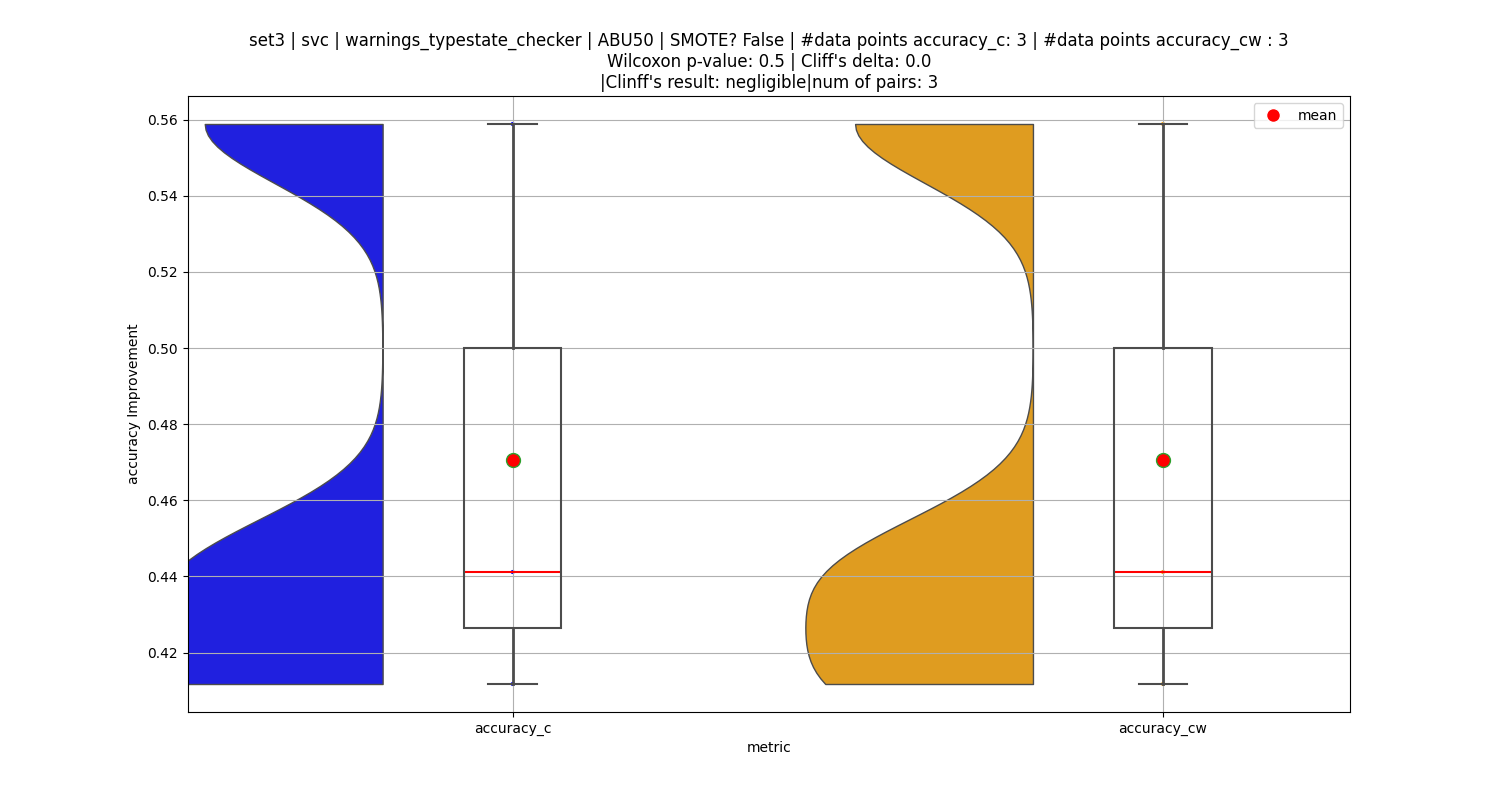 set3 | svc | warnings_typestate_checker | ABU50 | SMOTE? False | #data points accuracy_c: 3 | #data points accuracy_cw : 3
Wilcoxon p-value: 0.5 | Cliff's delta: 0.0
|Clinff's result: negligible|num of pairs: 3
mean
0.56
0.54
0.52
0.50
0.48
0.46
0.44
0.42
accuracy Improvement
accuracy_c
accuracy_cw
metric